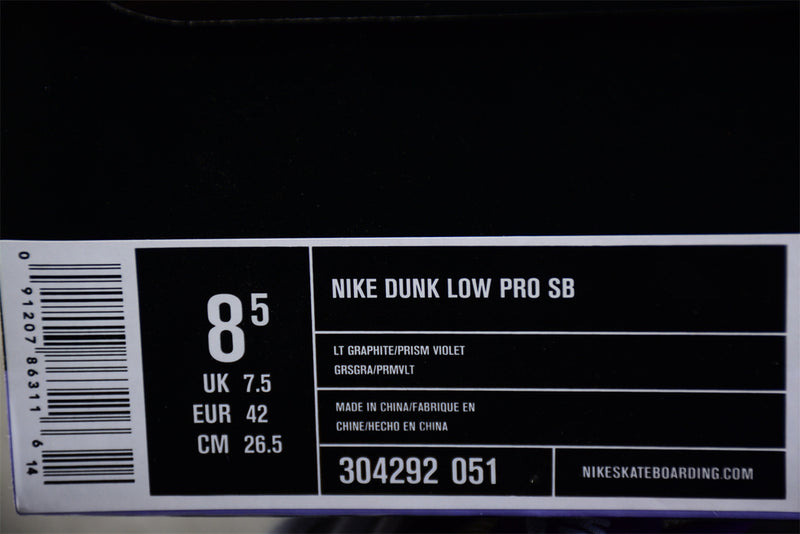 0 91207 86311 6 14
8 5
UK 7.5
EUR 42
CM 26.5
NIKE DUNK LOW PRO SB
LT GRAPHITE/PRISM VIOLET
GRSGRA/PRMVLT
MADE IN CHINA/FABRIQUE EN
CHINE/HECHO EN CHINA
304292 051
NIKESKATEBOARDING.COM